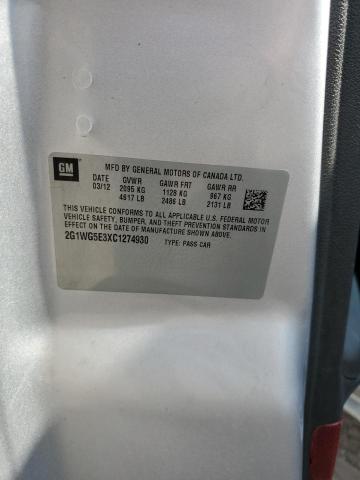 GM MFD BY GENERAL MOTORS OF CANADA LTD.
DATE GVWR GAWR FRT GAWR RR
03/12 2095 KG 1128 KG 967 KG
4617 LB 2486 LB 2131 LB
THIS VEHICLE CONFORMS TO ALL APPLICABLE U.S. FEDERAL MOTOR
VEHICLE SAFETY, BUMPER, AND THEFT PREVENTION STANDARDS IN
EFFECT ON THE DATE OF MANUFACTURE SHOWN ABOVE.
2G1WG5E3XC1274930 TYPE: PASS CAR